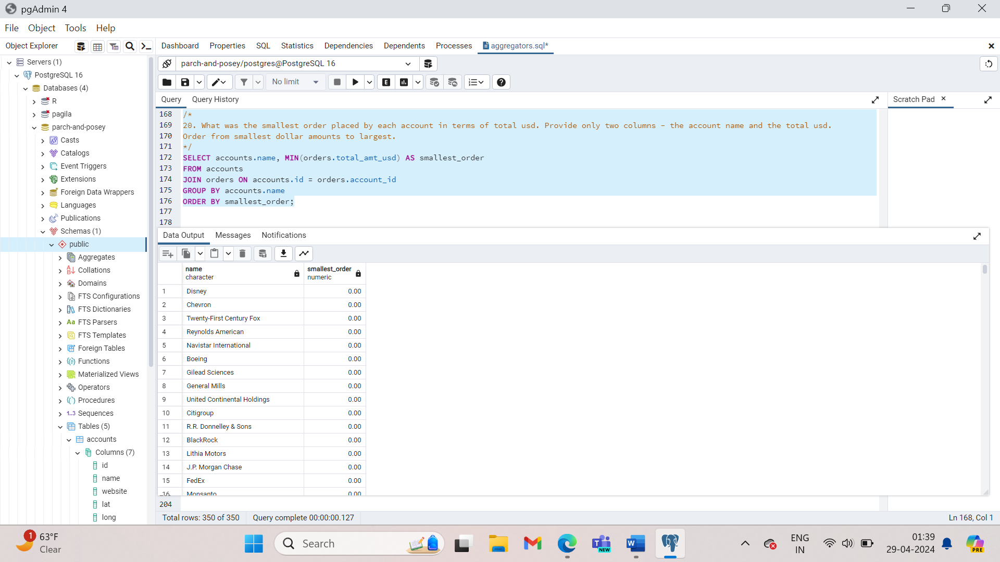 pgAdmin 4
File Object Tools Help
Object Explorer
Dashboard Properties SQL Statistics Dependencies Dependents Processes aggregators.sql*
Servers (1)
PostgreSQL 16
Databases (4)
R
pagila
parch-and-posey
Casts
Catalogs
Event Triggers
Extensions
Foreign Data Wrappers
Languages
Publications
Schemas (1)
public
Aggregates
Collations
Domains
FTS Configurations
FTS Dictionaries
Aa FTS Parsers
FTS Templates
Foreign Tables
Functions
Materialized Views
Operators
Procedures
1..3 Sequences
Tables (5)
accounts
Columns (7)
id
name
website
lat
long
parch-and-posey/postgres@PostgreSQL 16
No limit
E
Query Query History
Scratch Pad
168 /*
169 20. What was the smallest order placed by each account in terms of total usd. Provide only two columns - the account name and the total usd.
170 Order from smallest dollar amounts to largest.
171 */
172 SELECT accounts.name, MIN(orders.total_amt_usd) AS smallest_order
173 FROM accounts
174 JOIN orders ON accounts.id = orders.account_id
175 GROUP BY accounts.name
176 ORDER BY smallest_order;
177
178
Data Output Messages Notifications
name smallest_order
character numeric
1 Disney 0.00
2 Chevron 0.00
3 Twenty-First Century Fox 0.00
4 Reynolds American 0.00
5 Navistar International 0.00
6 Boeing 0.00
7 Gilead Sciences 0.00
8 General Mills 0.00
9 United Continental Holdings 0.00
10 Citigroup 0.00
11 R.R. Donnelley & Sons 0.00
12 BlackRock 0.00
13 Lithia Motors 0.00
14 J.P. Morgan Chase 0.00
15 FedEx 0.00
16 Monsanto 0.00
204
Total rows: 350 of 350 Query complete 00:00:00.127
Ln 168, Col 1
1
63°F
Clear
Search
NEW
ENG
IN
01:39
29-04-2024
PRE